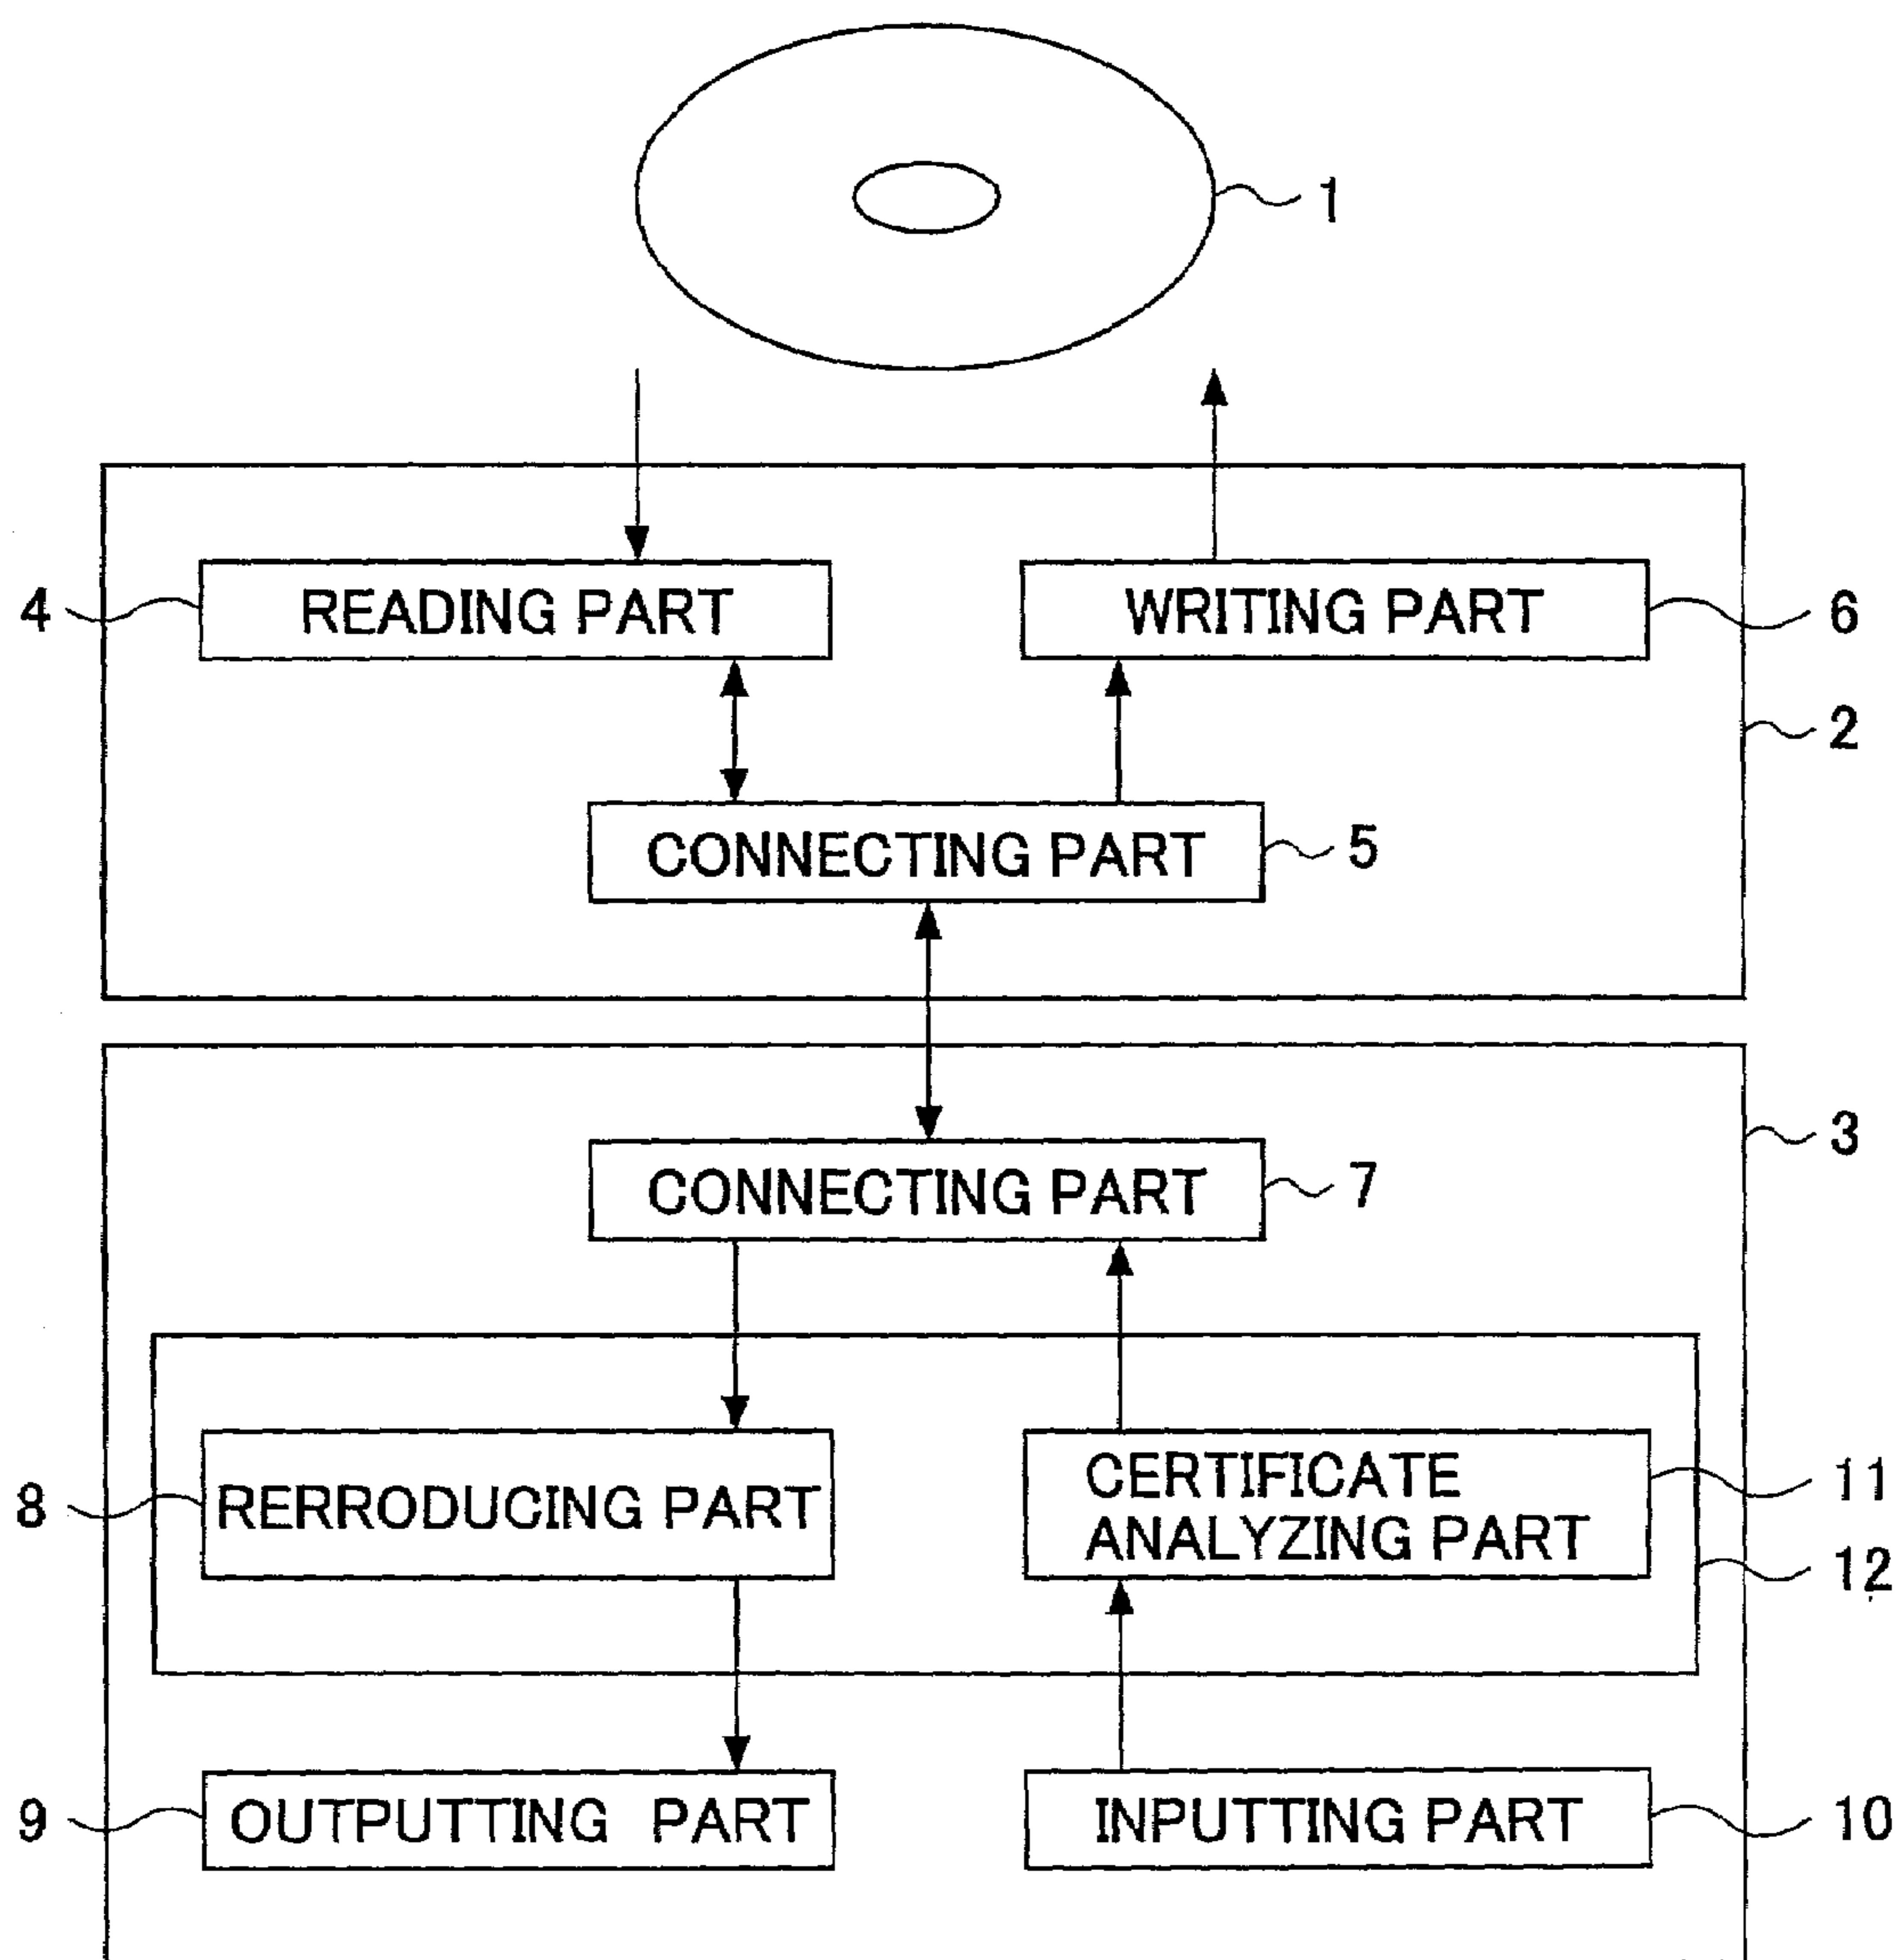 1
READING PART
WRITING PART
4
6
2
CONNECTING PART
5
3
CONNECTING PART
7
CERTIFICATE
ANALYZING PART
11
8
RERRODUCING PART
12
9
OUTPUTTING PART
INPUTTING PART
10